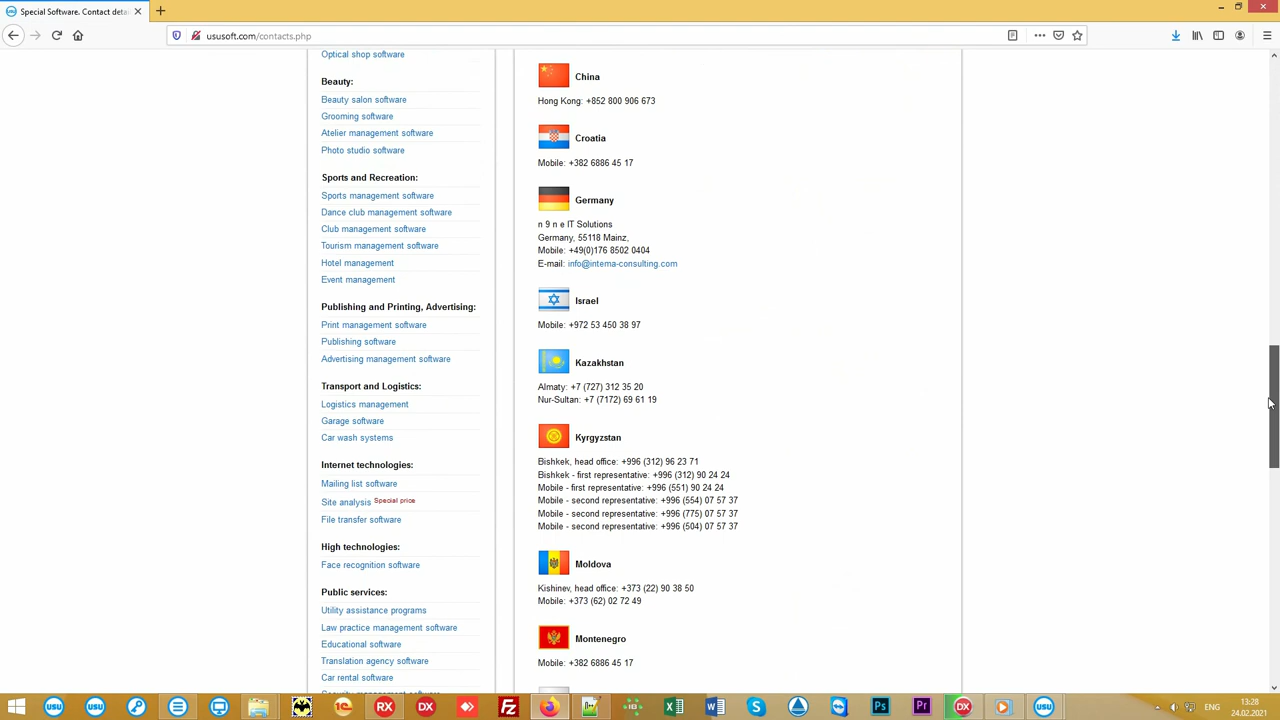 Special Software. Contact deta
ususoft.com/contacts.php
Optical shop software
Beauty:
Beauty salon software
Grooming software
Atelier management software
Photo studio software
Sports and Recreation:
Sports management software
Dance club management software
Club management software
Tourism management software
Hotel management
Event management
Publishing and Printing, Advertising:
Print management software
Publishing software
Advertising management software
Transport and Logistics:
Logistics management
Garage software
Car wash systems
Internet technologies:
Mailing list software
Site analysis Special price
File transfer software
High technologies:
Face recognition software
Public services:
Utility assistance programs
Law practice management software
Educational software
Translation agency software
Car rental software
Security management software
China
Hong Kong: +852 800 906 673
Croatia
Mobile: +382 6886 45 17
Germany
n 9 n e IT Solutions
Germany, 55118 Mainz,
Mobile: +49(0)176 8502 0404
E-mail: info@intema-consulting.com
Israel
Mobile: +972 53 450 38 97
Kazakhstan
Almaty: +7 (727) 312 35 20
Nur-Sultan: +7 (7172) 69 61 19
Kyrgyzstan
Bishkek, head office: +996 (312) 96 23 71
Bishkek - first representative: +996 (312) 90 24 24
Mobile - first representative: +996 (551) 90 24 24
Mobile - second representative: +996 (554) 07 57 37
Mobile - second representative: +996 (775) 07 57 37
Mobile - second representative: +996 (504) 07 57 37
Moldova
Kishinev, head office: +373 (22) 90 38 50
Mobile: +373 (62) 02 72 49
Montenegro
Mobile: +382 6886 45 17
ENG
13:28
24.02.2021